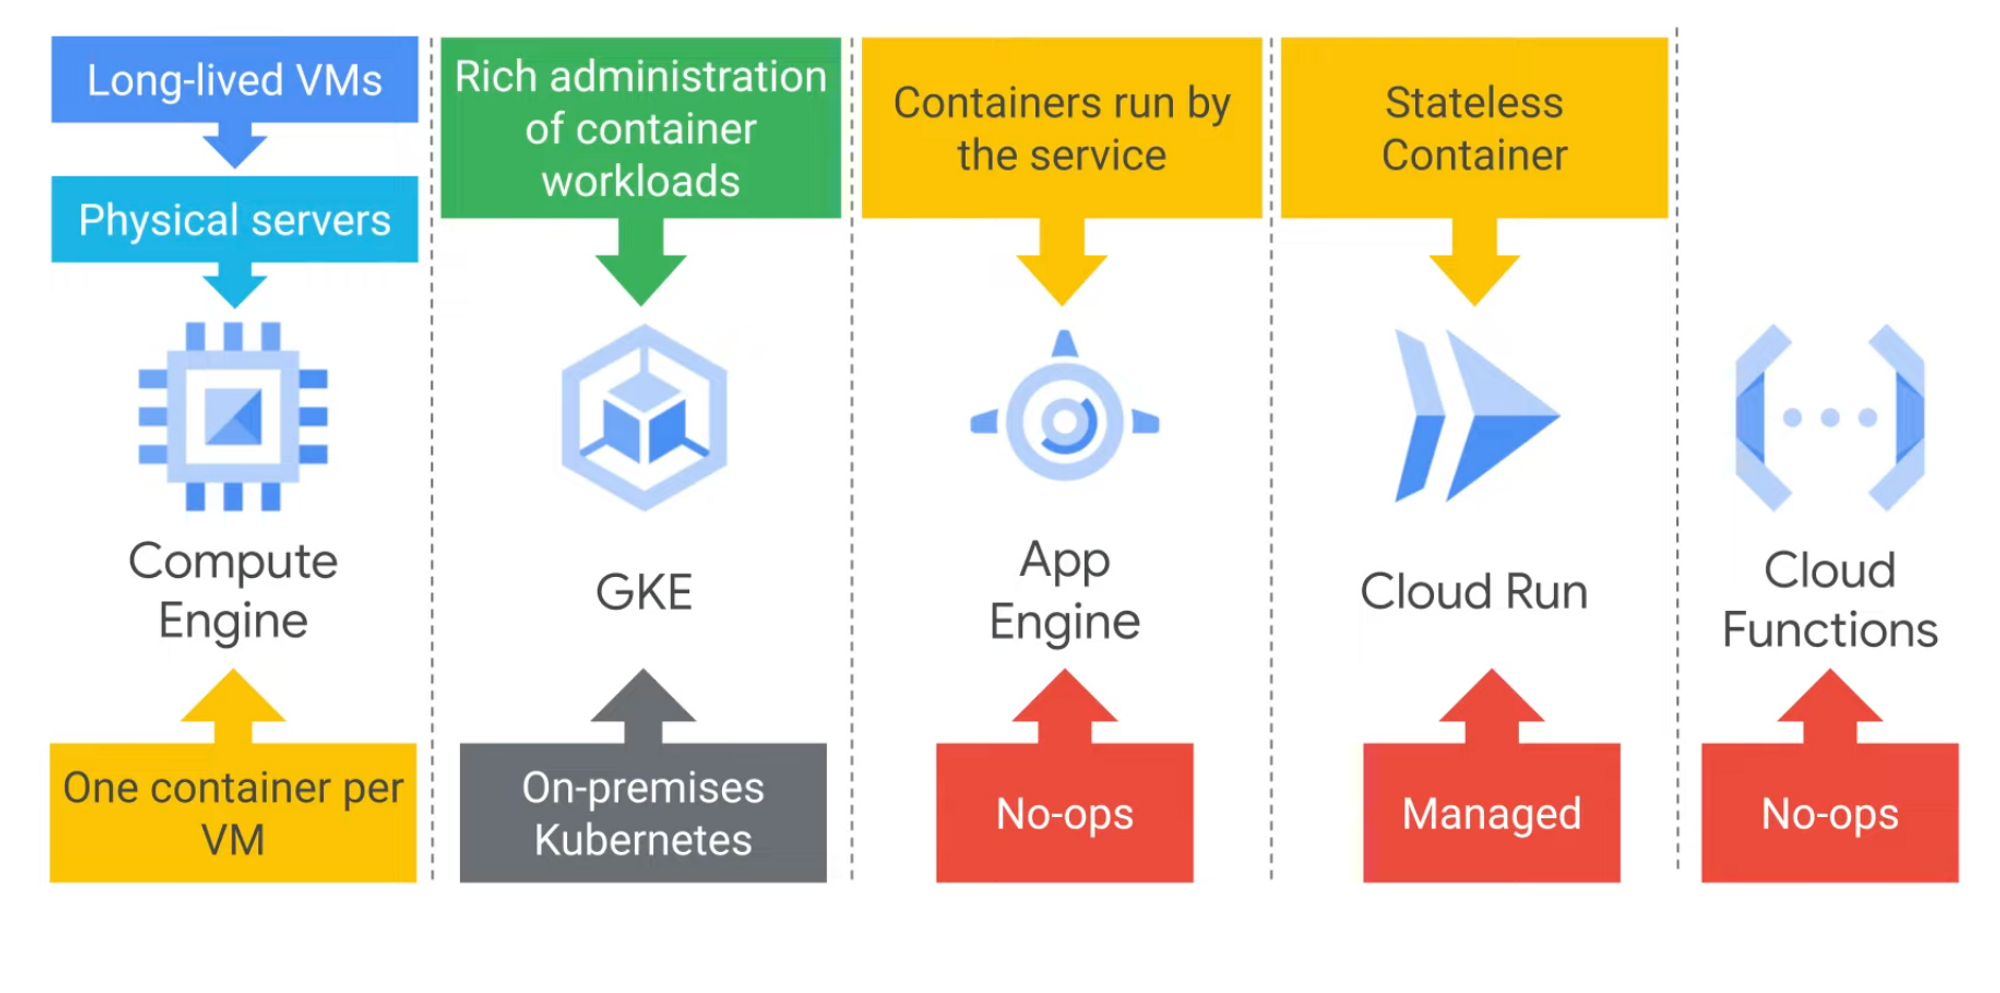 Long-lived VMs
Physical servers
Compute
Engine
One container per
VM
Rich administration
of container
workloads
GKE
On-premises
Kubernetes
Containers run by
the service
App
Engine
No-ops
Stateless
Container
Cloud Run
Managed
Cloud
Functions
No-ops